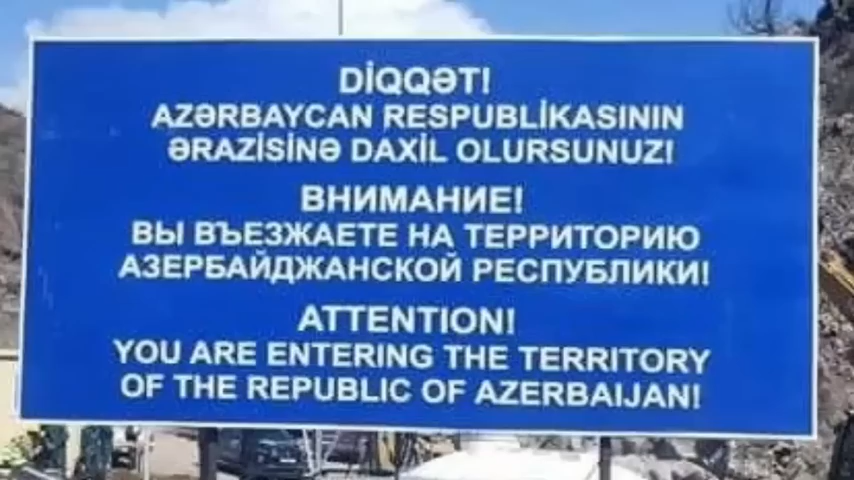 DİQQƏT!
AZƏRBAYCAN RESPUBLİKASININ
ƏRAZİSİNƏ DAXİL OLURSUNUZ!
ВНИМАНИЕ!
ВЫ ВЪЕЗЖАЕТЕ НА ТЕРРИТОРИЮ
АЗЕРБАЙДЖАНСКОЙ РЕСПУБЛИКИ!
ATTENTION!
YOU ARE ENTERING THE TERRITORY
OF THE REPUBLIC OF AZERBAIJAN!